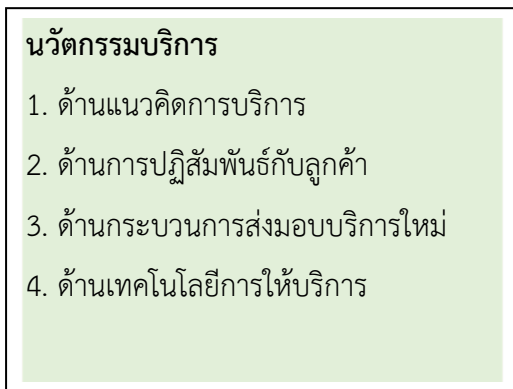 นวัตกรรมบริการ
1. ด้านแนวคิดการบริการ
2. ด้านการปฏิสัมพันธ์กับลูกค้า
3. ด้านกระบวนการส่งมอบบริการใหม่
4. ด้านเทคโนโลยีการให้บริการ